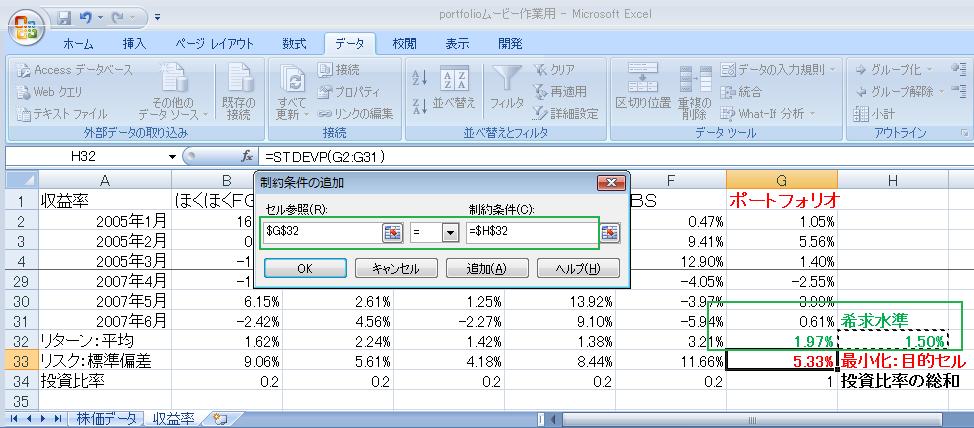 portfolioムービー作業用 - Microsoft Excel
ホーム 挿入 ページ レイアウト 数式 データ 校閲 表示 開発
Access データベース
Web クエリ
テキスト ファイル
その他の データ ソース
既存の 接続
外部データの取り込み
すべて 更新
接続
プロパティ
リンクの編集
接続
並べ替え
フィルタ
クリア
再適用
詳細設定
並べ替えとフィルタ
区切り位置
重複の 削除
データの入力規則
統合
What-If 分析
データ ツール
グループ化
グループ解除
小計
アウトライン
H32 fx =STDEVP(G2:G31)
制約条件の追加
セル参照(R): 制約条件(C):
$G$32 = =$H$32
OK キャンセル 追加(A) ヘルプ(H)
A B F G H
1 収益率 ほくほくFG BS ポートフォリオ
2 2005年1月 16 0.47% 1.05%
3 2005年2月 0 9.41% 5.56%
4 2005年3月 -1 12.90% 1.40%
29 2007年4月 -1 -4.05% -2.55%
30 2007年5月 6.15% 2.61% 1.25% 13.92% -3.97% 3.99%
31 2007年6月 -2.42% 4.56% -2.27% 9.10% -5.94% 0.61% 希求水準
32 リターン：平均 1.62% 2.24% 1.42% 1.38% 3.21% 1.97% 1.50%
33 リスク：標準偏差 9.06% 5.61% 4.18% 8.44% 11.66% 5.33% 最小化：目的セル
34 投資比率 0.2 0.2 0.2 0.2 0.2 1 投資比率の総和
35
株価データ 収益率